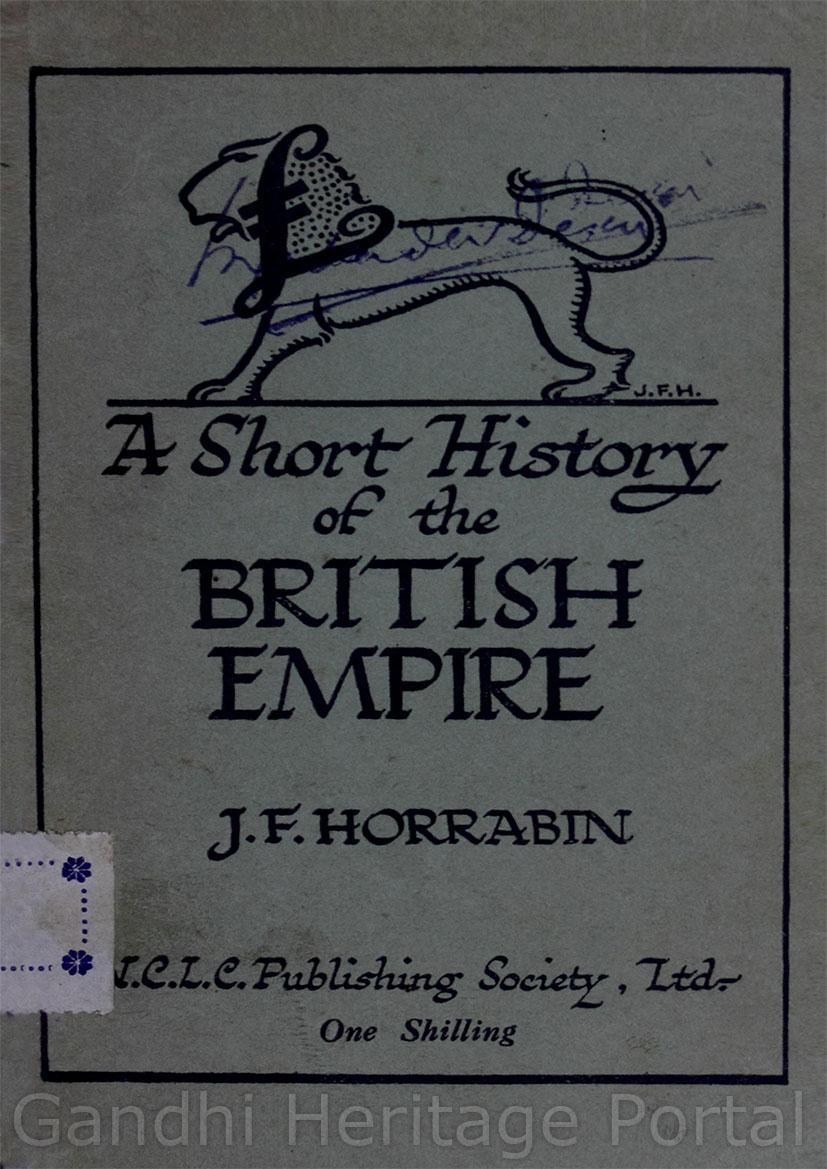 £
J.F.H.
A Short History
of the
BRITISH
EMPIRE
J.F. HORRABIN
.C.L.C. Publishing Society, Ltd.
One Shilling
Gandhi Heritage Portal